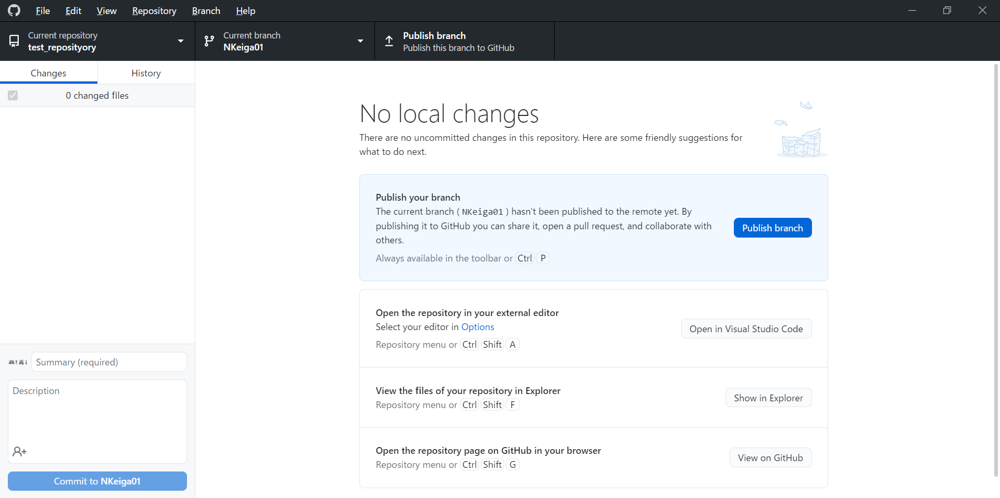 File Edit View Repository Branch Help
Current repository
test_reposityory
Current branch
NKeiga01
Publish branch
Publish this branch to GitHub
Changes History
0 changed files
No local changes
There are no uncommitted changes in this repository. Here are some friendly suggestions for
what to do next.
Publish your branch
The current branch ( NKeiga01 ) hasn't been published to the remote yet. By
publishing it to GitHub you can share it, open a pull request, and collaborate with
others.
Always available in the toolbar or Ctrl P
Publish branch
Open the repository in your external editor
Select your editor in Options
Repository menu or Ctrl Shift A
Open in Visual Studio Code
View the files of your repository in Explorer
Repository menu or Ctrl Shift F
Show in Explorer
Open the repository page on GitHub in your browser
Repository menu or Ctrl Shift G
View on GitHub
Summary (required)
Description
Commit to NKeiga01